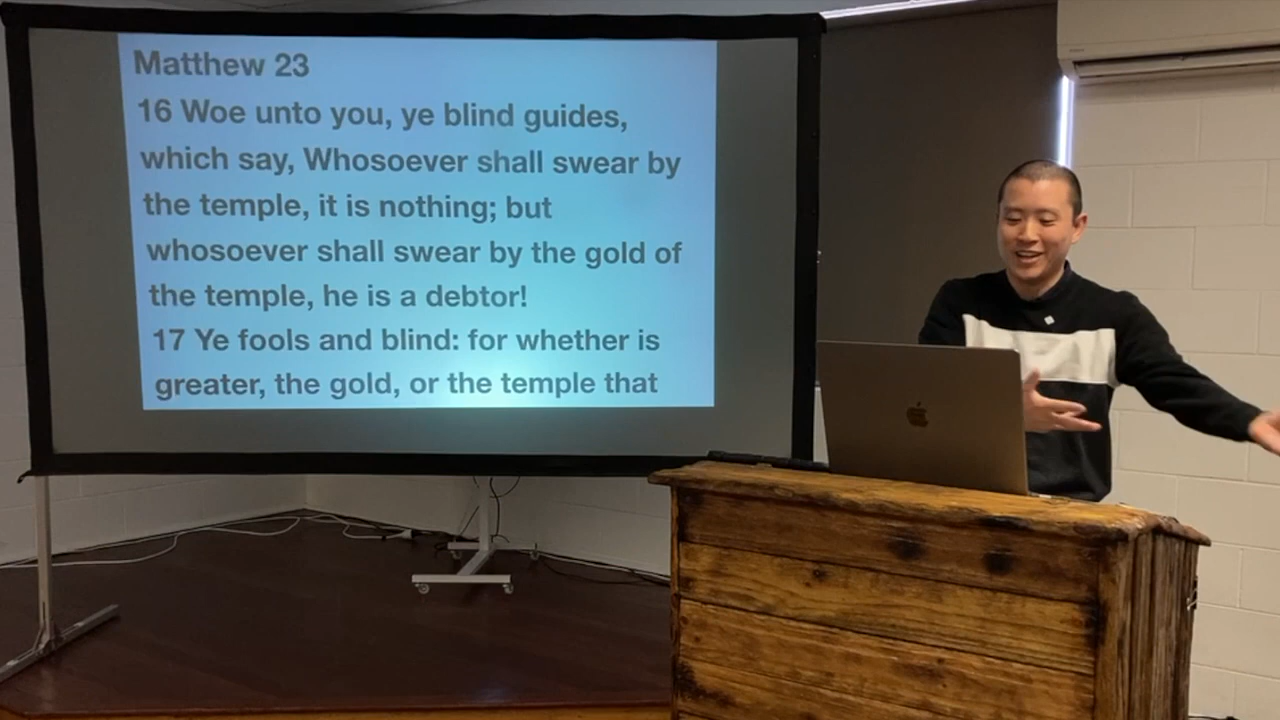 Matthew 23
16 Woe unto you, ye blind guides,
which say, Whosoever shall swear by
the temple, it is nothing; but
whosoever shall swear by the gold of
the temple, he is a debtor!
17 Ye fools and blind: for whether is
greater, the gold, or the temple that